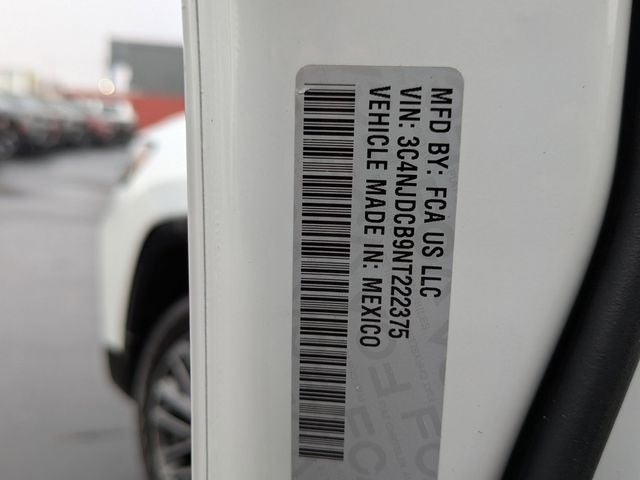 MFD BY: FCA US LLC
VIN: 3C4NJDCB9NT222375
VEHICLE MADE IN: MEXICO